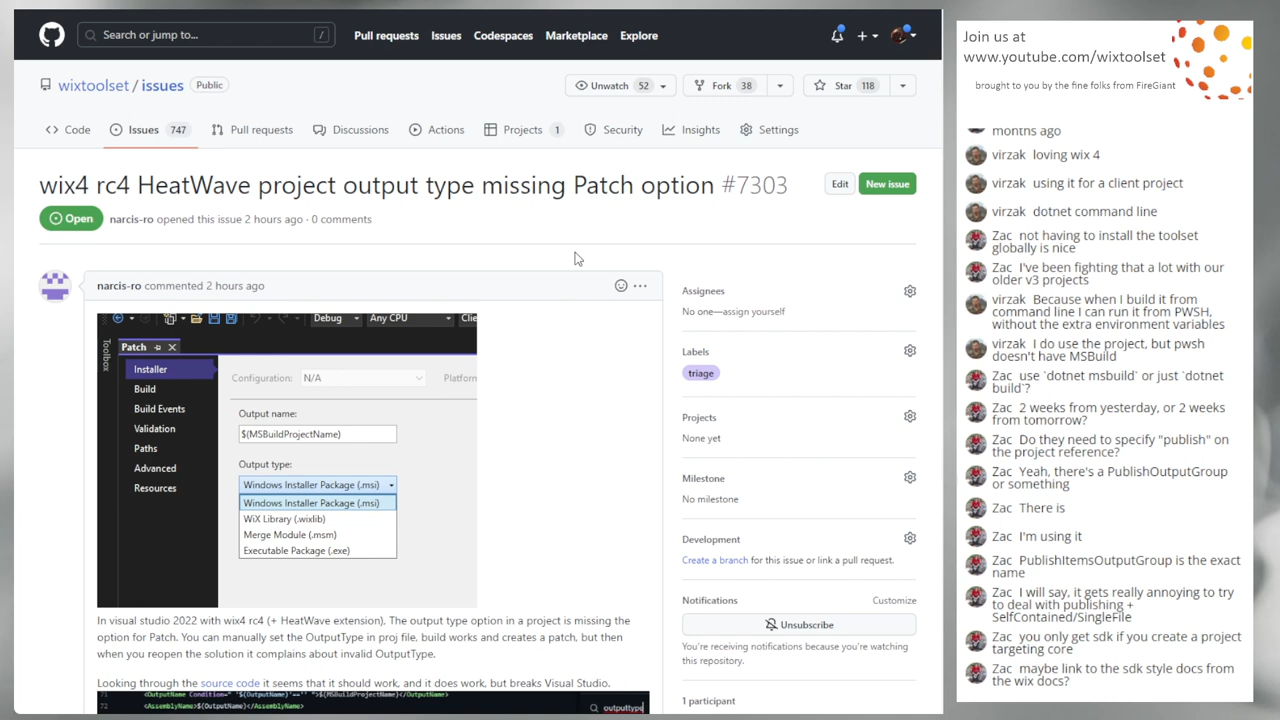 Search or jump to...
/
Pull requests
Issues
Codespaces
Marketplace
Explore
wixtoolset / issues
Public
Unwatch 52
Fork 38
Star 118
Code
Issues 747
Pull requests
Discussions
Actions
Projects 1
Security
Insights
Settings
wix4 rc4 HeatWave project output type missing Patch option #7303
Edit
New issue
Open
narcis-ro opened this issue 2 hours ago · 0 comments
narcis-ro commented 2 hours ago
Debug
Any CPU
Toolbox
Patch
Installer
Build
Build Events
Validation
Paths
Advanced
Resources
Configuration: N/A
Platforn
Output name:
$(MSBuildProjectName)
Output type:
Windows Installer Package (.msi)
Windows Installer Package (.msi)
WiX Library (.wixlib)
Merge Module (.msm)
Executable Package (.exe)
In visual studio 2022 with wix4 rc4 (+ HeatWave extension). The output type option in a project is missing the
option for Patch. You can manually set the OutputType in proj file, build works and creates a patch, but then
when you reopen the solution it complains about invalid OutputType.
Looking through the source code it seems that it should work, and it does work, but breaks Visual Studio.
71 <OutputName Condition=" '$(OutputName)'=='' ">$(MSBuildProjectName)</OutputName>
72 <AssemblyName>$(OutputName)</AssemblyName>
outputtype
Assignees
No one—assign yourself
Labels
triage
Projects
None yet
Milestone
No milestone
Development
Create a branch for this issue or link a pull request.
Notifications
Customize
Unsubscribe
You're receiving notifications because you're watching
this repository.
1 participant
Join us at
www.youtube.com/wixtoolset
brought to you by the fine folks from FireGiant
months ago
virzak loving wix 4
virzak using it for a client project
virzak dotnet command line
Zac not having to install the toolset
globally is nice
Zac I've been fighting that a lot with our
older v3 projects
virzak Because when I build it from
command line I can run it from PWSH,
without the extra environment variables
virzak I do use the project, but pwsh
doesn't have MSBuild
Zac use `dotnet msbuild` or just `dotnet
build`?
Zac 2 weeks from yesterday, or 2 weeks
from tomorrow?
Zac Do they need to specify "publish" on
the project reference?
Zac Yeah, there's a PublishOutputGroup
or something
Zac There is
Zac I'm using it
Zac PublishItemsOutputGroup is the exact
name
Zac I will say, it gets really annoying to try
to deal with publishing +
SelfContained/SingleFile
Zac you only get sdk if you create a project
targeting core
Zac maybe link to the sdk style docs from
the wix docs?